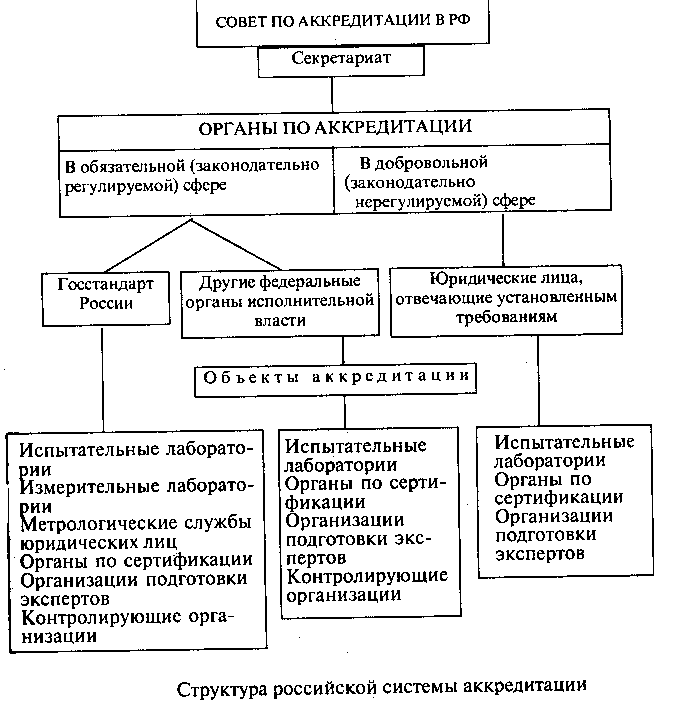 СОВЕТ ПО АККРЕДИТАЦИИ В РФ
Секретариат
ОРГАНЫ ПО АККРЕДИТАЦИИ
В обязательной (законодательно
регулируемой) сфере
В добровольной
(законодательно
нерегулируемой) сфере
Госстандарт
России
Другие федеральные
органы исполнительной
власти
Юридические лица,
отвечающие установленным
требованиям
Объекты аккредитации
Испытательные лаборато-
рии
Измерительные лаборато-
рии
Метрологические службы
юридических лиц
Органы по сертификации
Организации подготовки
экспертов
Контролирующие орга-
низации
Испытательные
лаборатории
Органы по серти-
фикации
Организации
подготовки экс-
пертов
Контролирующие
организации
Испытательные
лаборатории
Органы по
сертификации
Организации
подготовки
экспертов
Структура российской системы аккредитации